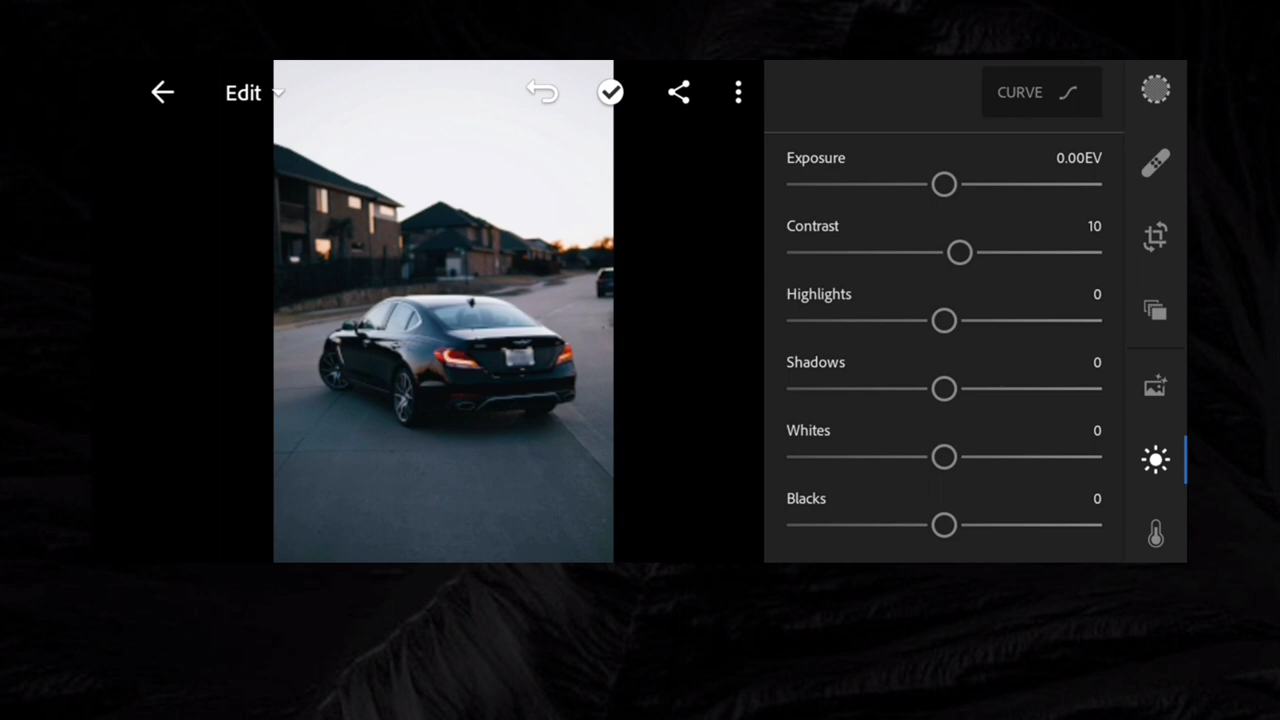 Edit
CURVE
Exposure 0.00EV
Contrast 10
Highlights 0
Shadows 0
Whites 0
Blacks 0